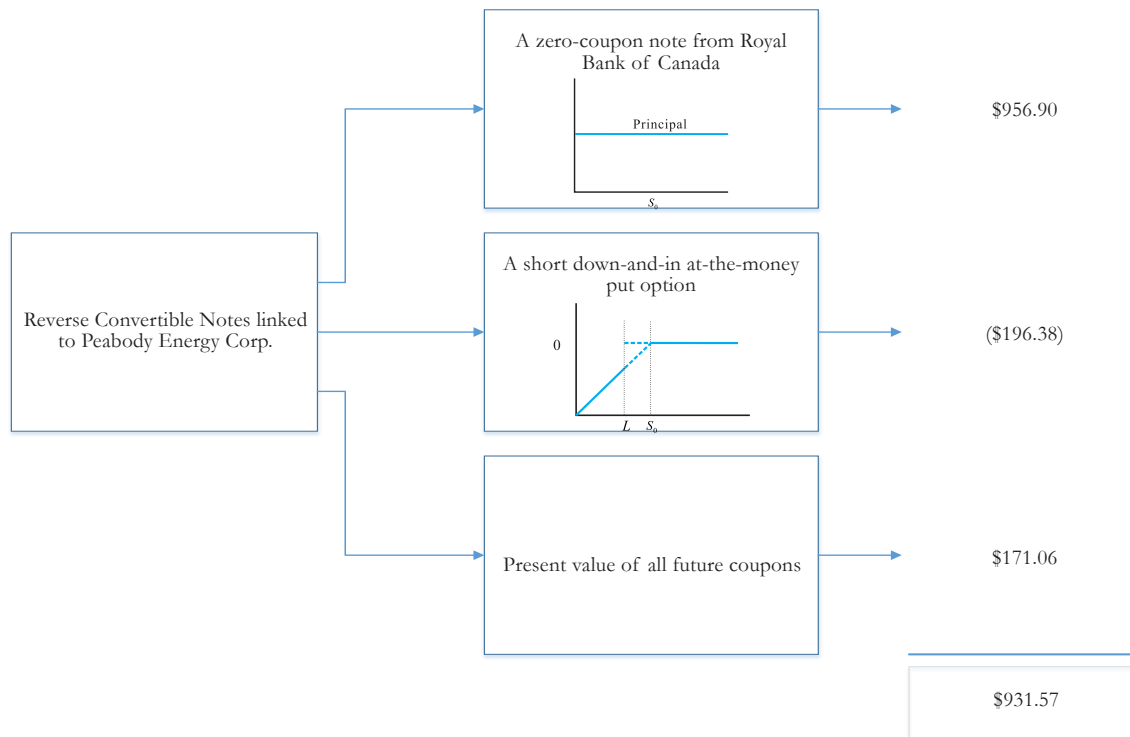 A zero-coupon note from Royal
Bank of Canada
Principal
S₀
$956.90
Reverse Convertible Notes linked
to Peabody Energy Corp.
A short down-and-in at-the-money
put option
0
L S₀
($196.38)
Present value of all future coupons
$171.06
$931.57